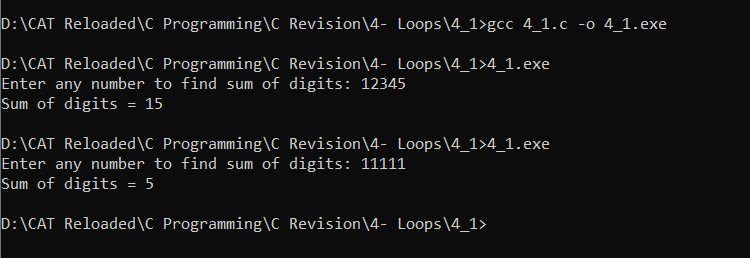 D:\CAT Reloaded\C Programming\C Revision\4- Loops\4_1>gcc 4_1.c -o 4_1.exe
D:\CAT Reloaded\C Programming\C Revision\4- Loops\4_1>4_1.exe
Enter any number to find sum of digits: 12345
Sum of digits = 15
D:\CAT Reloaded\C Programming\C Revision\4- Loops\4_1>4_1.exe
Enter any number to find sum of digits: 11111
Sum of digits = 5
D:\CAT Reloaded\C Programming\C Revision\4- Loops\4_1>